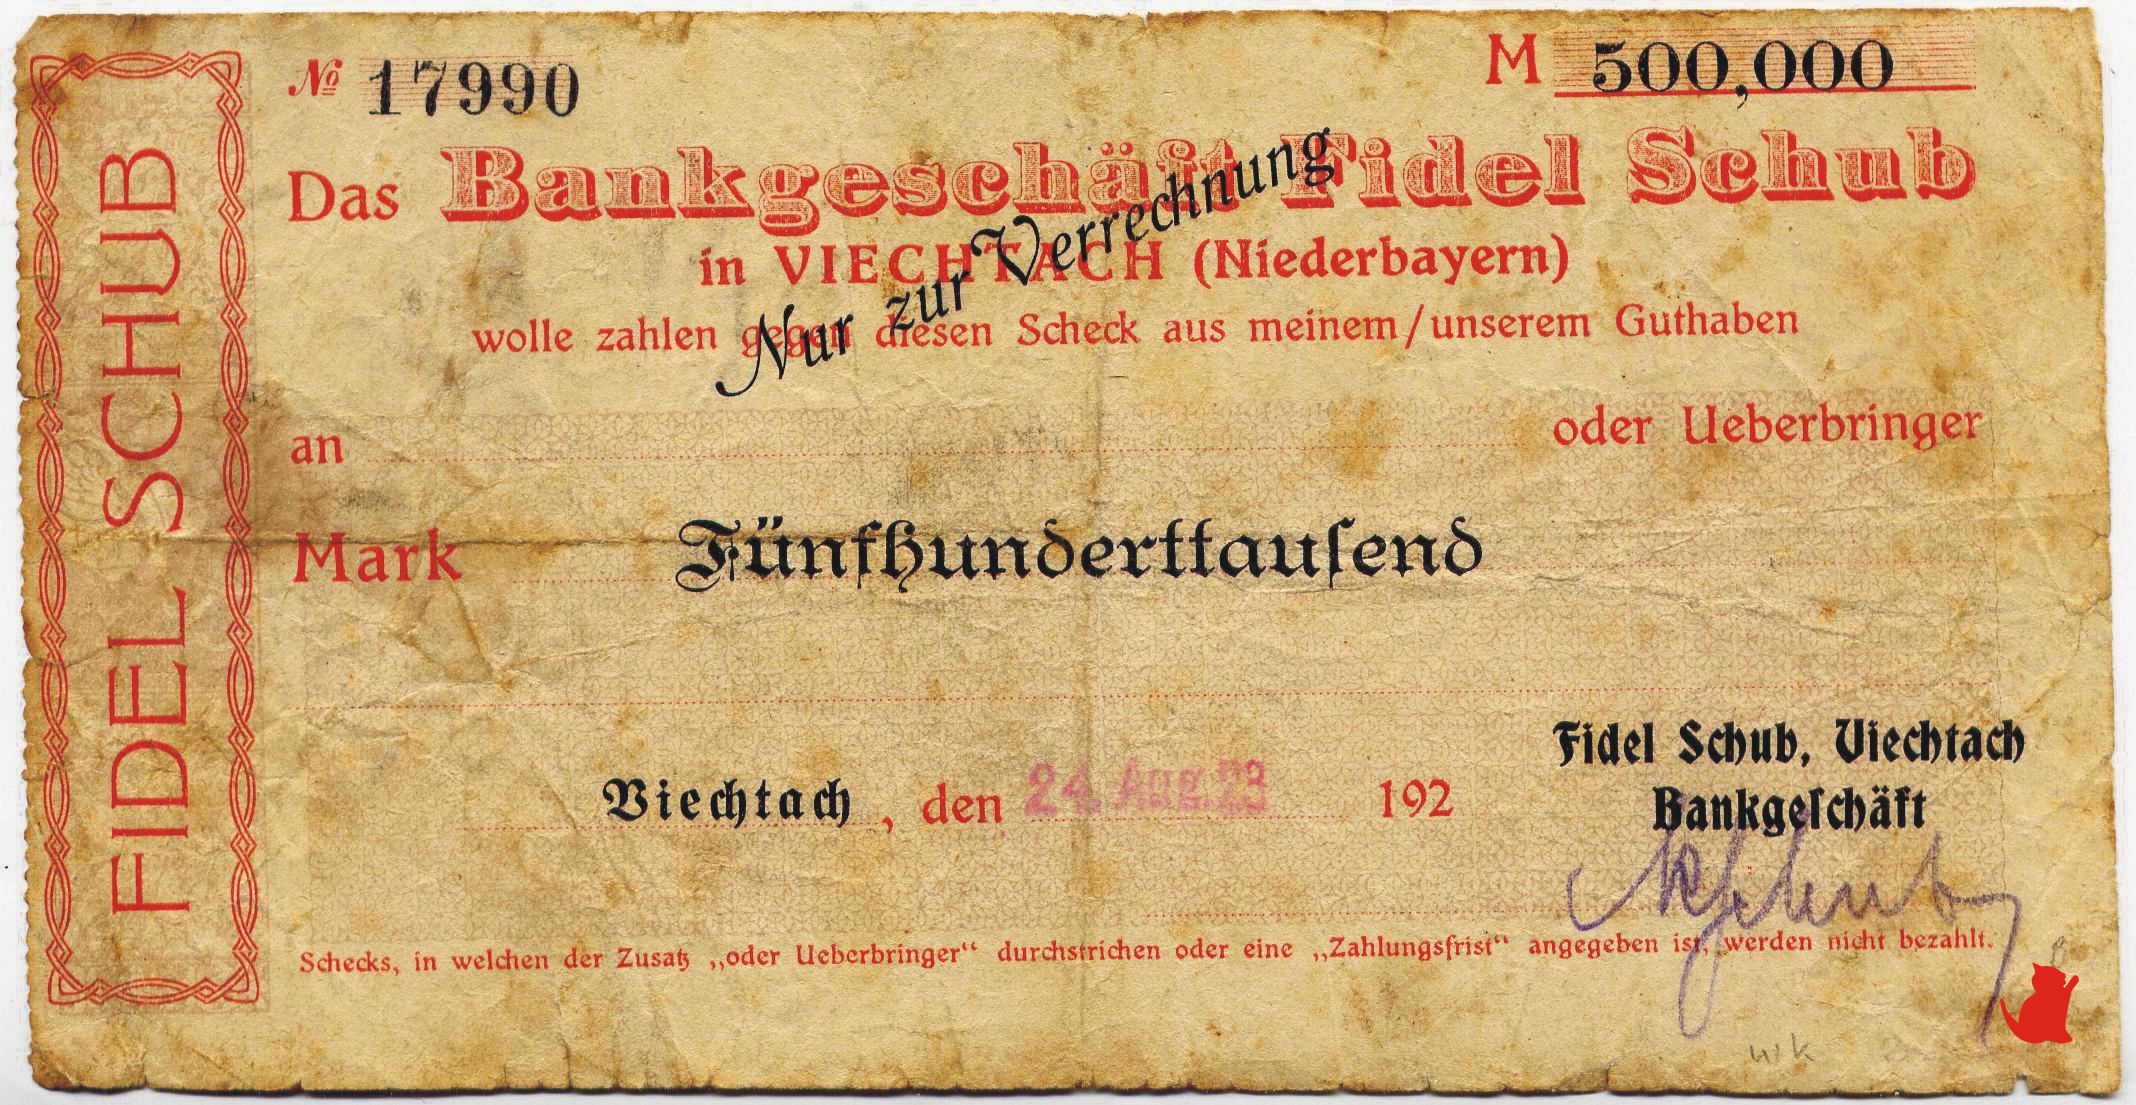 FIDEL SCHUB
№ 17990
M 500,000
Das Bankgeschäft Fidel Schub
in VIECHTACH (Niederbayern)
Nur zur Verrechnung
wolle zahlen gegen diesen Scheck aus meinem/unserem Guthaben
an oder Ueberbringer
Mark Fünfhunderttauſend
Fidel Schub, Viechtach
Bankgeſchäft
Viechtach, den 24. Aug. 23 192
Schecks, in welchen der Zusatz „oder Ueberbringer“ durchstrichen oder eine „Zahlungsfrist“ angegeben ist, werden nicht bezahlt.